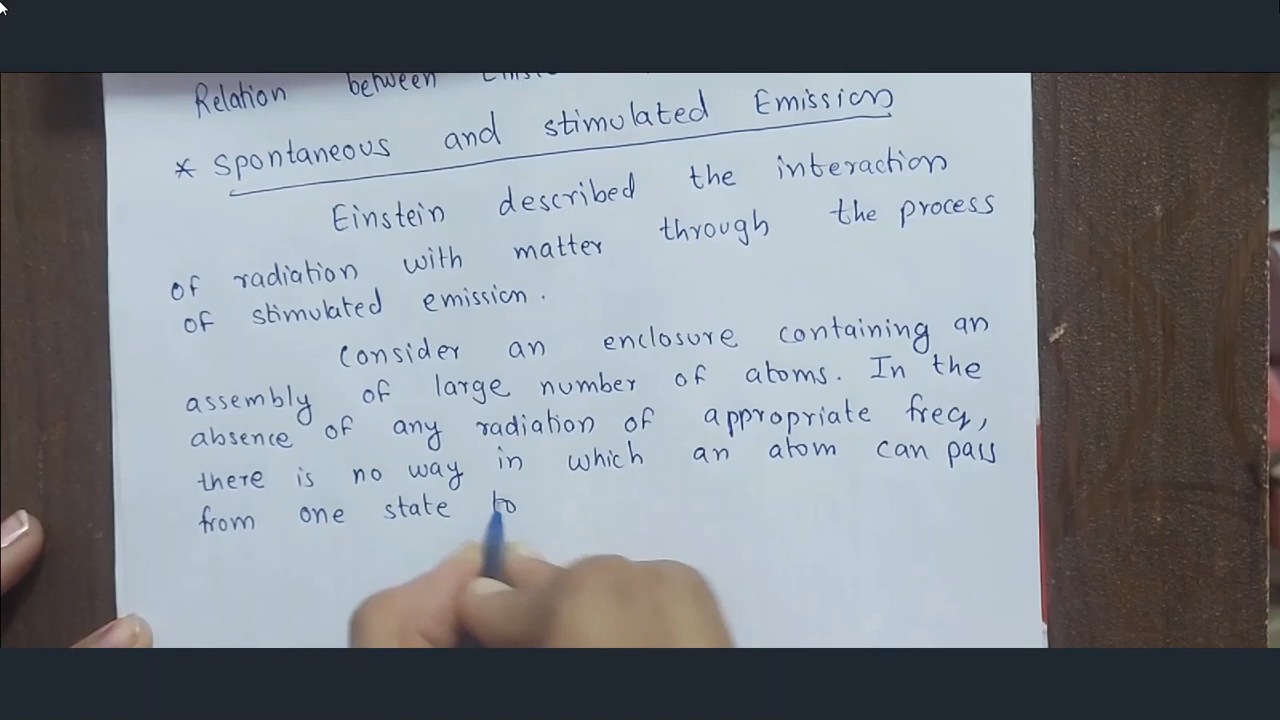 Relation between
* Spontaneous and stimulated Emission
Einstein described the interaction
of radiation with matter through the process
of stimulated emission.
Consider an enclosure containing an
assembly of large number of atoms. In the
absence of any radiation of appropriate freq,
there is no way in which an atom can pass
from one state to